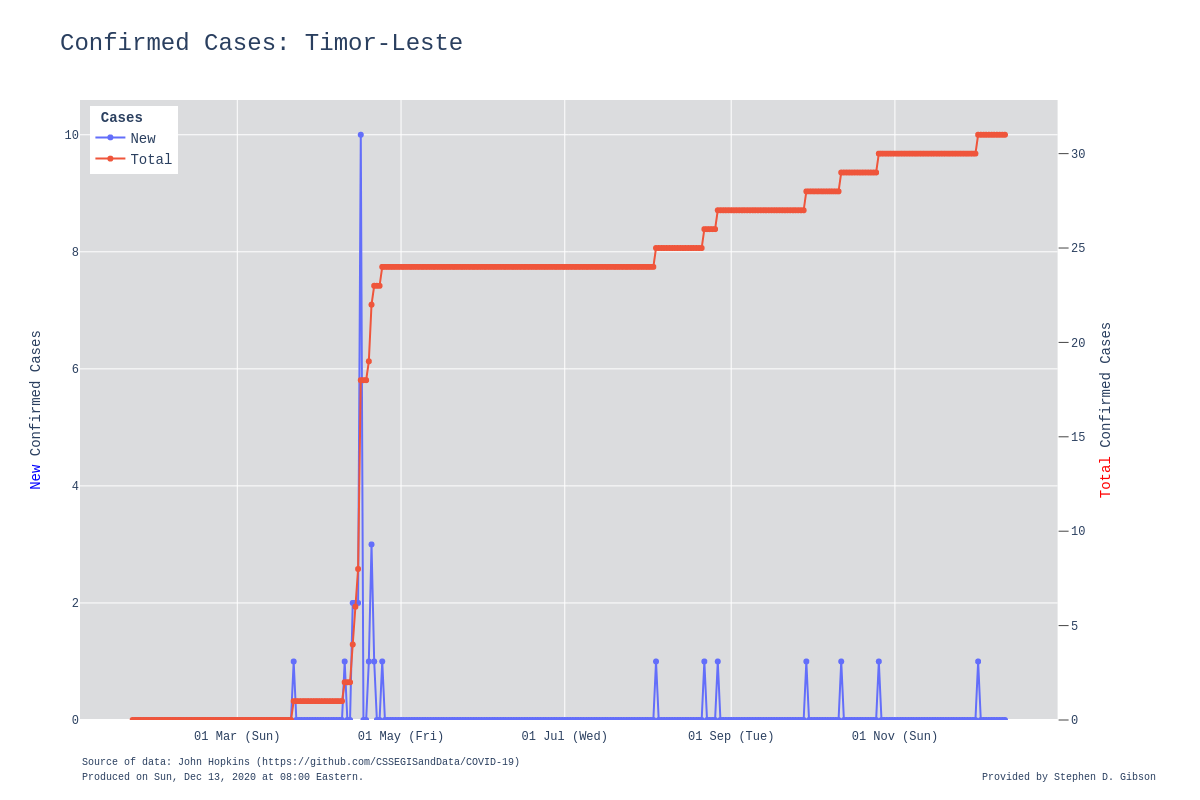 Confirmed Cases: Timor-Leste
Cases
New
Total
10
8
6
4
2
0
30
25
20
15
10
5
0
New Confirmed Cases
Total Confirmed Cases
01 Mar (Sun)
01 May (Fri)
01 Jul (Wed)
01 Sep (Tue)
01 Nov (Sun)
Source of data: John Hopkins (https://github.com/CSSEGISandData/COVID-19)
Produced on Sun, Dec 13, 2020 at 08:00 Eastern.
Provided by Stephen D. Gibson